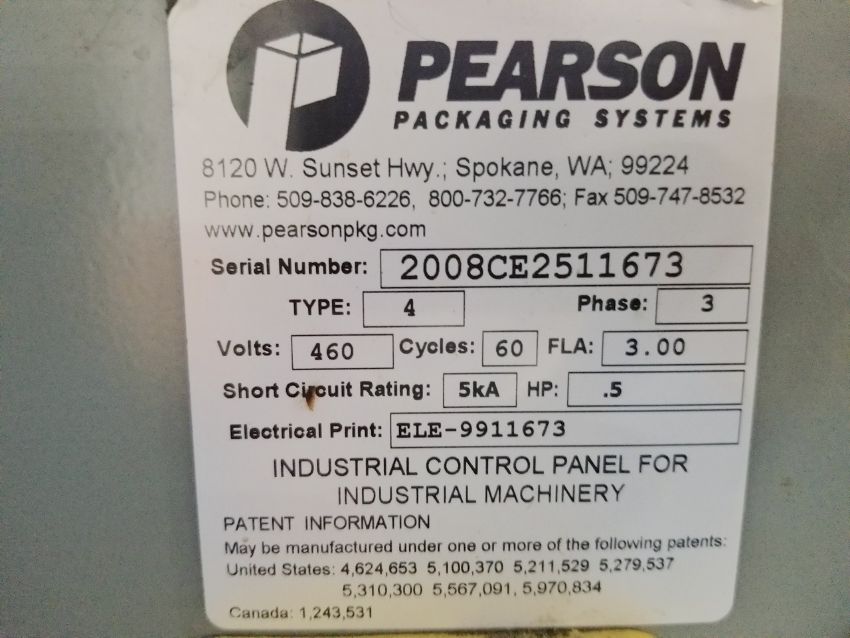 PEARSON
PACKAGING SYSTEMS
8120 W. Sunset Hwy.; Spokane, WA; 99224
Phone: 509-838-6226, 800-732-7766; Fax 509-747-8532
www.pearsonpkg.com
Serial Number: 2008CE2511673
TYPE: 4 Phase: 3
Volts: 460 Cycles: 60 FLA: 3.00
Short Circuit Rating: 5kA HP: .5
Electrical Print: ELE-9911673
INDUSTRIAL CONTROL PANEL FOR
INDUSTRIAL MACHINERY
PATENT INFORMATION
May be manufactured under one or more of the following patents:
United States: 4,624,653 5,100,370 5,211,529 5,279,537
5,310,300 5,567,091, 5,970,834
Canada: 1,243,531